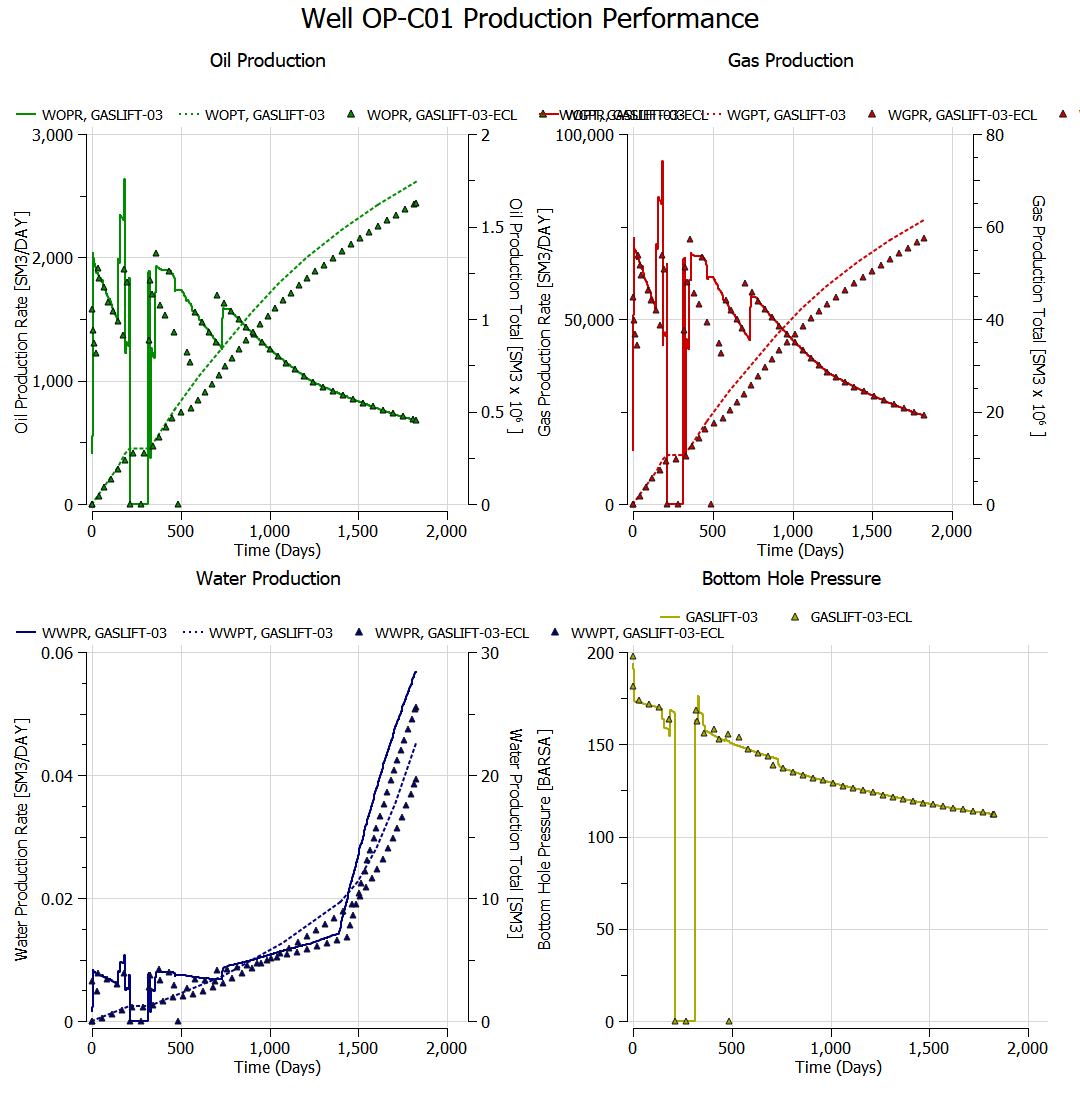 Well OP-C01 Production Performance
Oil Production
WOPR, GASLIFT-03 WOPT, GASLIFT-03 WOPR, GASLIFT-03-ECL WOPT, GASLIFT-03-ECL
Oil Production Rate [SM3/DAY]
3,000
2,000
1,000
0
Oil Production Total [SM3 x 10⁶ ]
2
1.5
1
0.5
0
0 500 1,000 1,500 2,000
Time (Days)
Gas Production
WGPR, GASLIFT-03 WGPT, GASLIFT-03 WGPR, GASLIFT-03-ECL
Gas Production Rate [SM3/DAY]
100,000
50,000
0
Gas Production Total [SM3 x 10⁶ ]
80
60
40
20
0
0 500 1,000 1,500 2,000
Time (Days)
Water Production
WWPR, GASLIFT-03 WWPT, GASLIFT-03 WWPR, GASLIFT-03-ECL WWPT, GASLIFT-03-ECL
Water Production Rate [SM3/DAY]
0.06
0.04
0.02
0
Water Production Total [SM3]
30
20
10
0
0 500 1,000 1,500 2,000
Time (Days)
Bottom Hole Pressure
GASLIFT-03 GASLIFT-03-ECL
Bottom Hole Pressure [BARSA]
200
150
100
50
0
0 500 1,000 1,500 2,000
Time (Days)